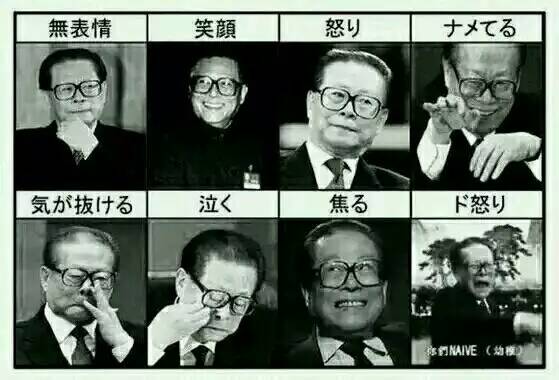 無表情
笑顔
怒り
ナメてる
気が抜ける
泣く
焦る
ド怒り
你們NAIVE（幼稚）